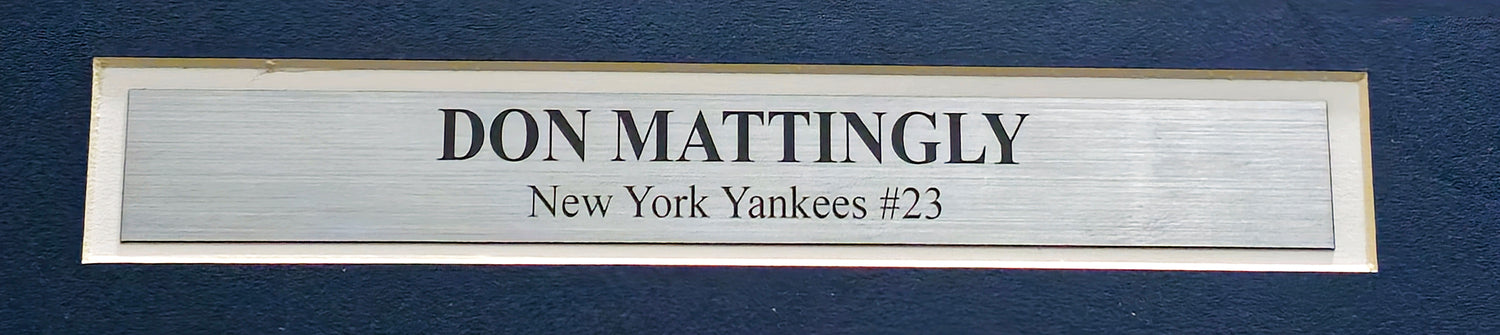 DON MATTINGLY
New York Yankees #23